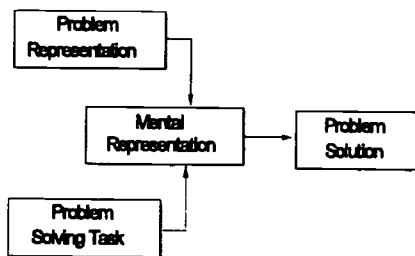 Problem
Representation
Mental
Representation
Problem
Solution
Problem
Solving Task